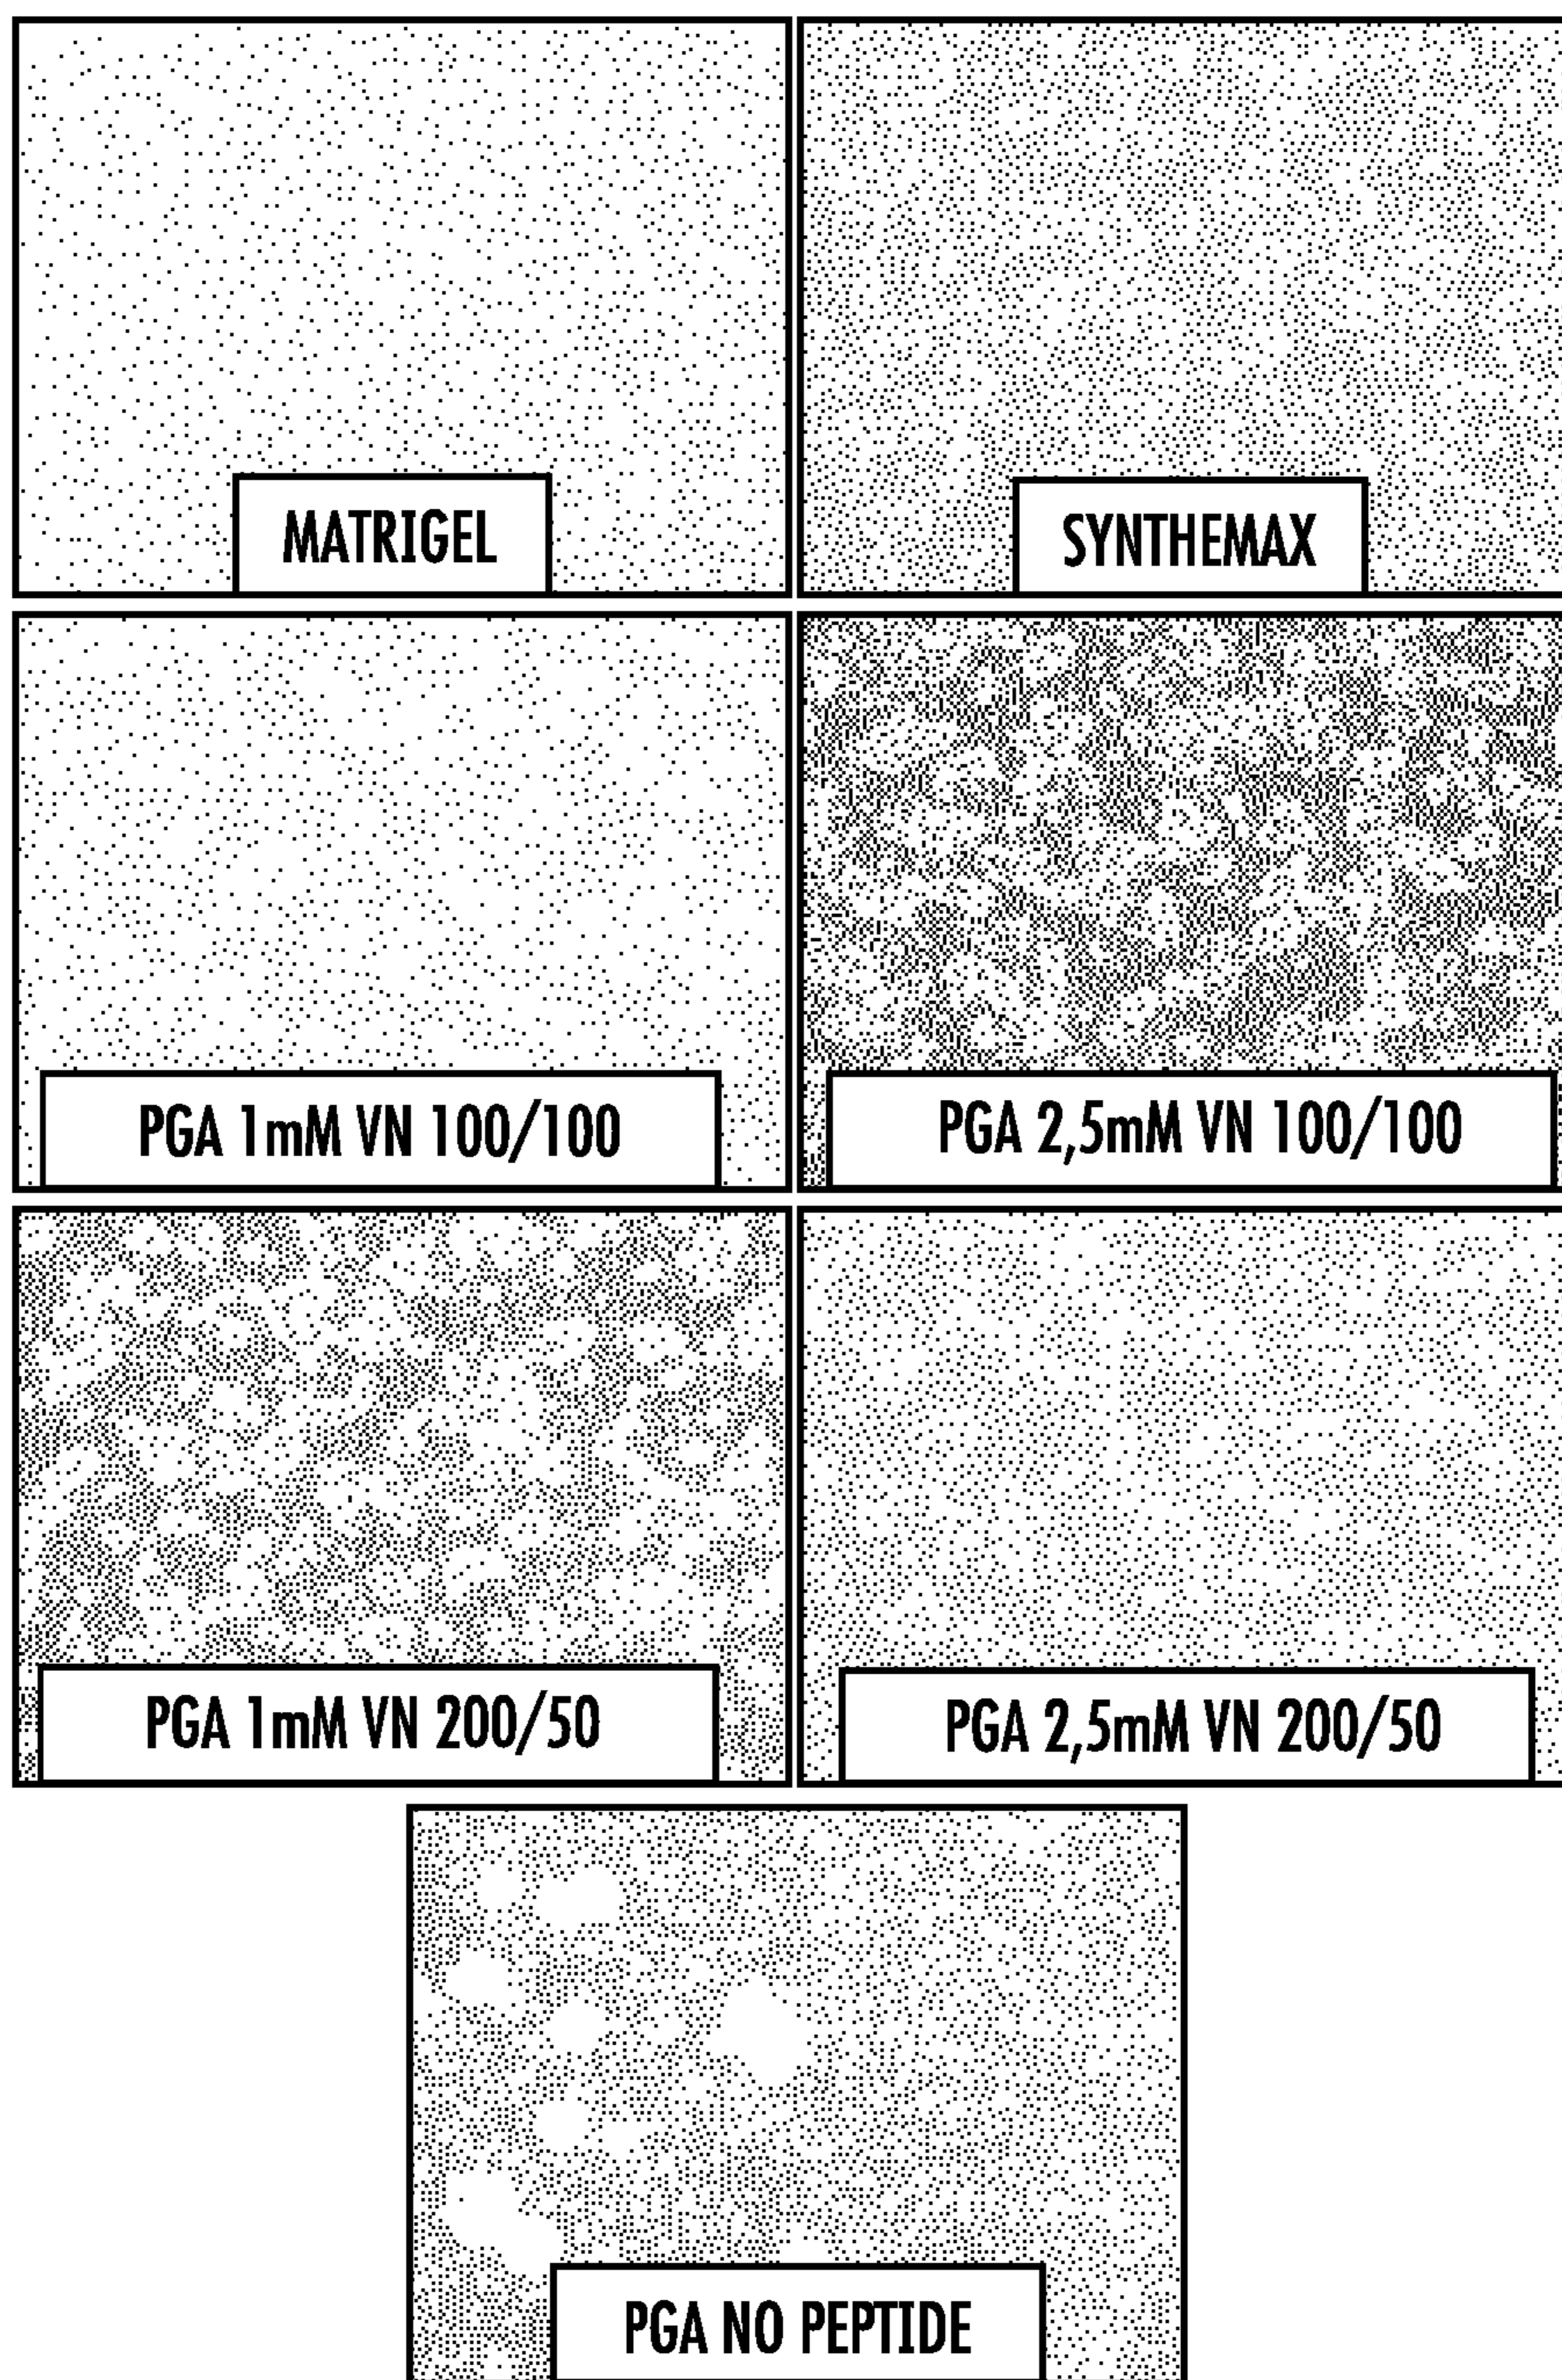 MATRIGEL
SYNTHEMAX
PGA 1mM VN 100/100
PGA 2,5mM VN 100/100
PGA 1mM VN 200/50
PGA 2,5mM VN 200/50
PGA NO PEPTIDE